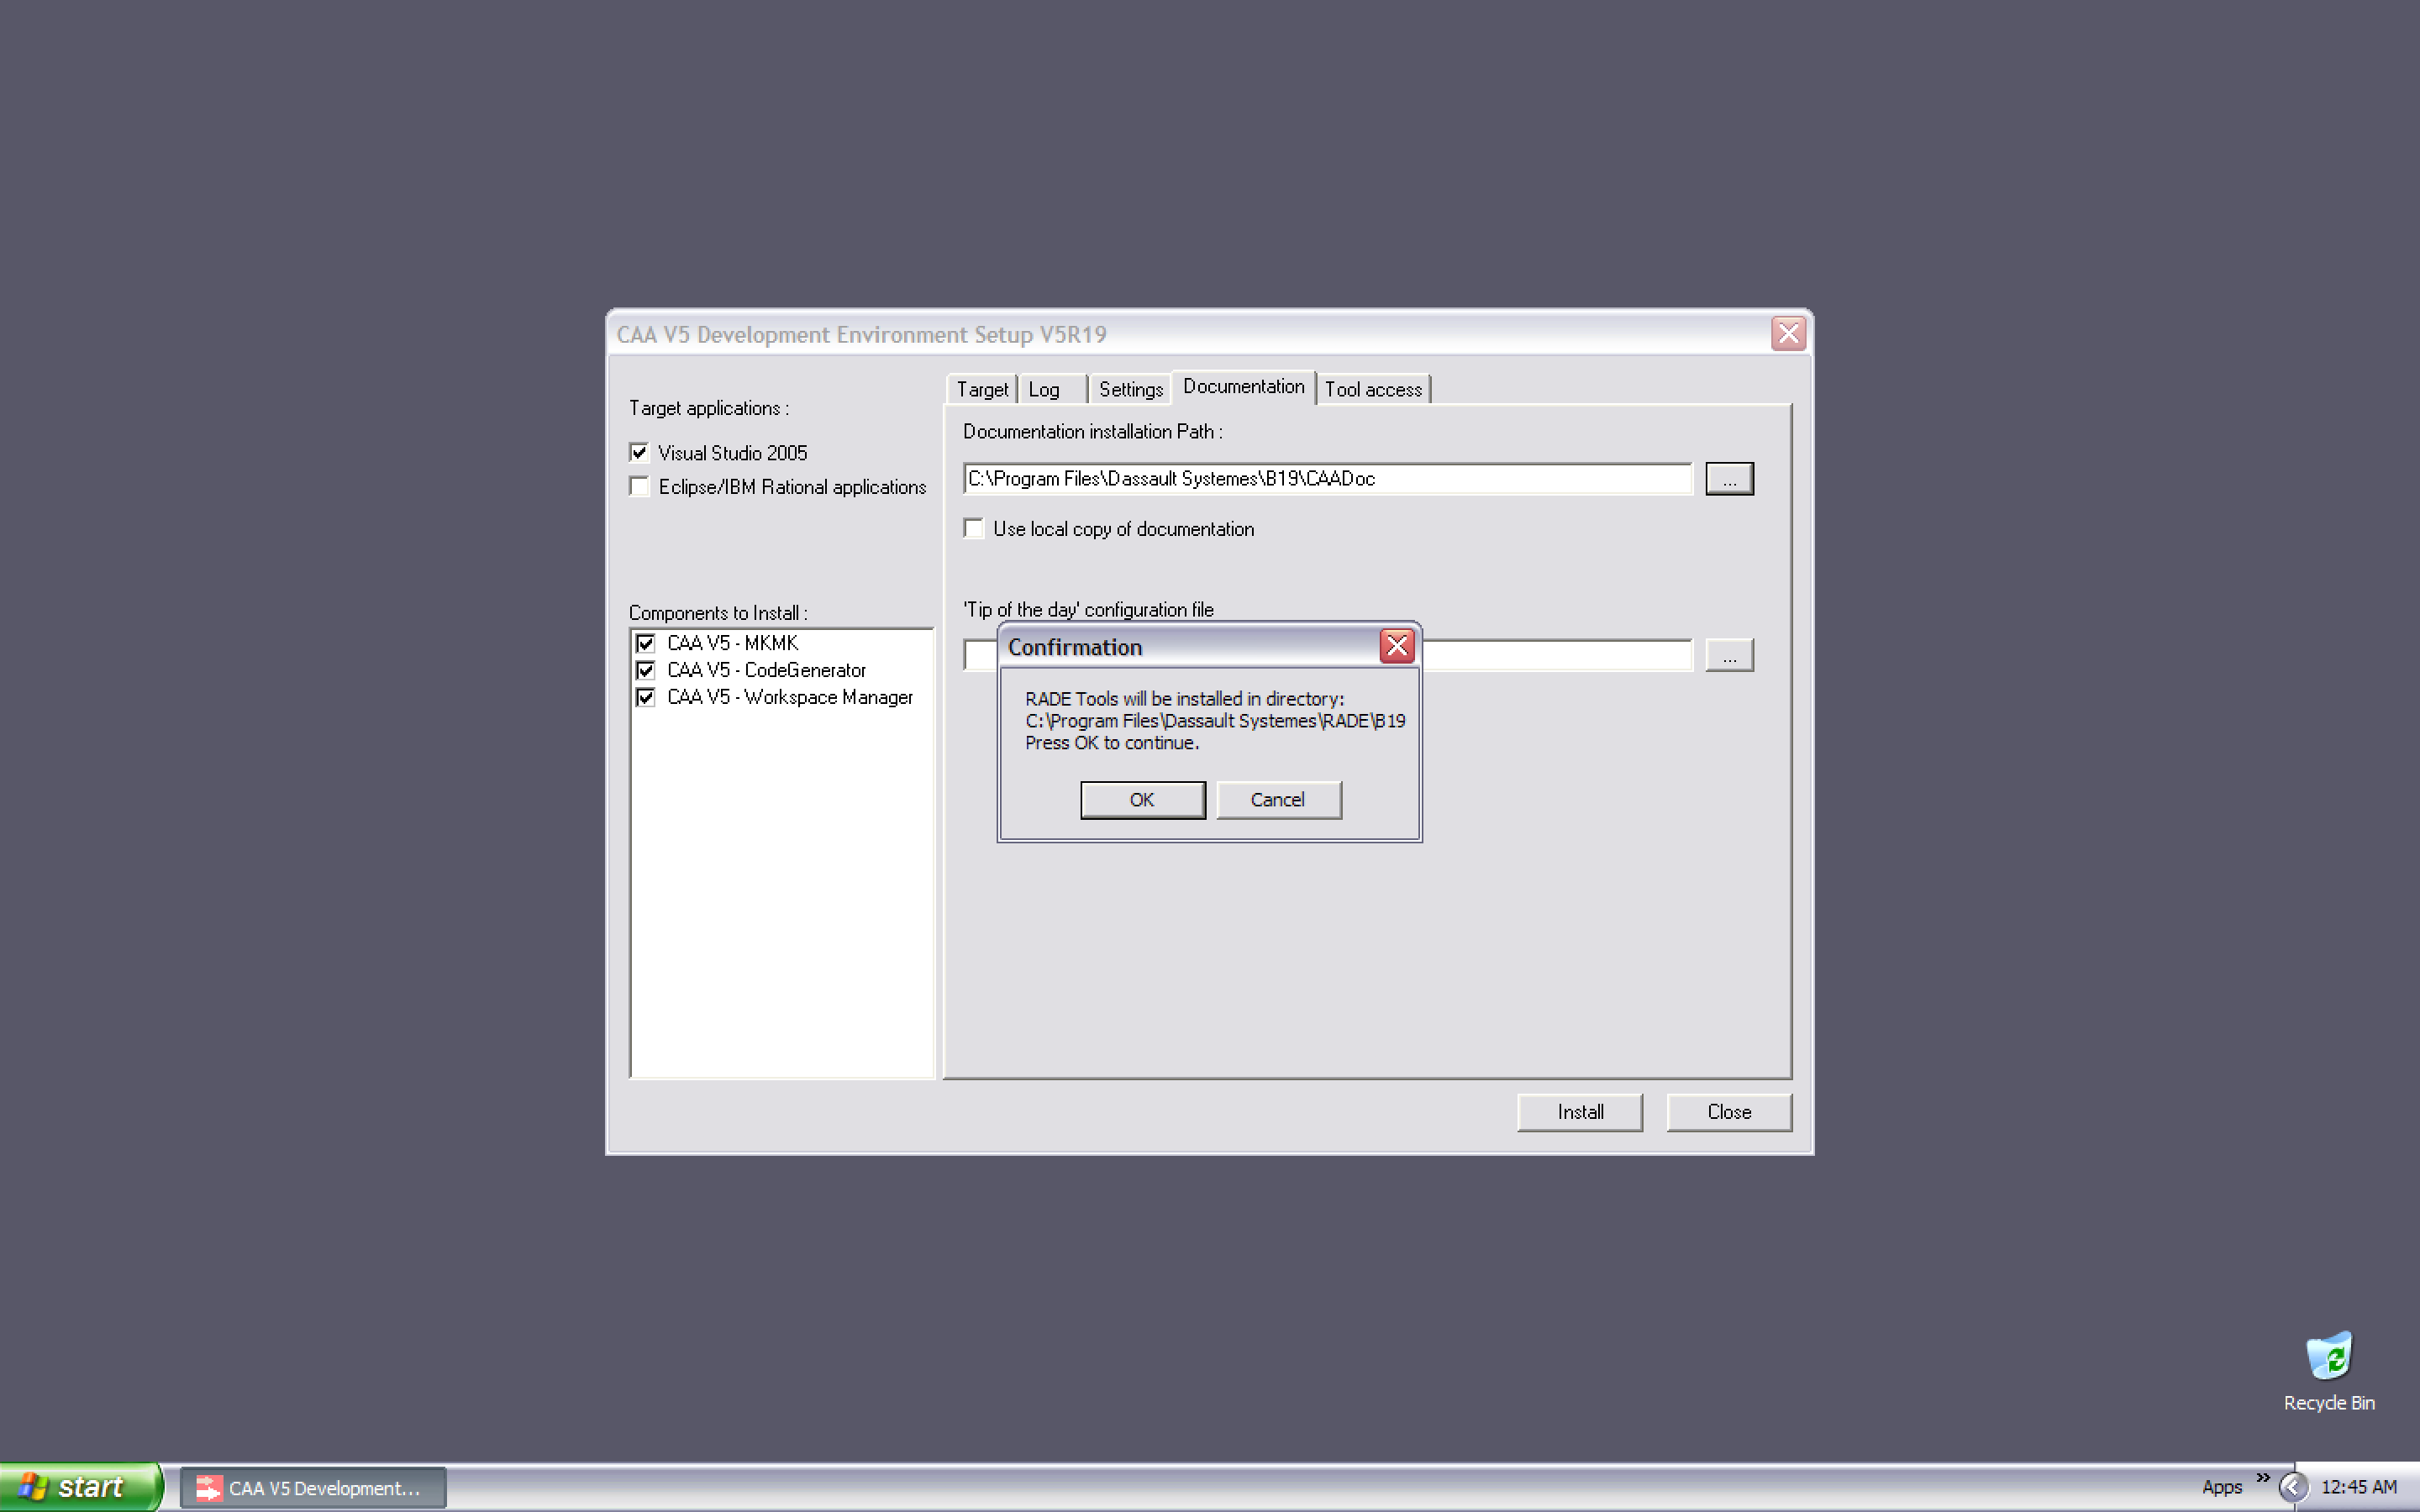 CAA V5 Development Environment Setup V5R19
Target applications :
Visual Studio 2005
Eclipse/IBM Rational applications
Components to Install :
CAA V5 - MKMK
CAA V5 - CodeGenerator
CAA V5 - Workspace Manager
Target Log Settings Documentation Tool access
Documentation installation Path :
C:\Program Files\Dassault Systemes\B19\CAADoc
...
Use local copy of documentation
'Tip of the day' configuration file
...
Confirmation
RADE Tools will be installed in directory:
C:\Program Files\Dassault Systemes\RADE\B19
Press OK to continue.
OK Cancel
Install Close
Recycle Bin
start
CAA V5 Development...
Apps
12:45 AM